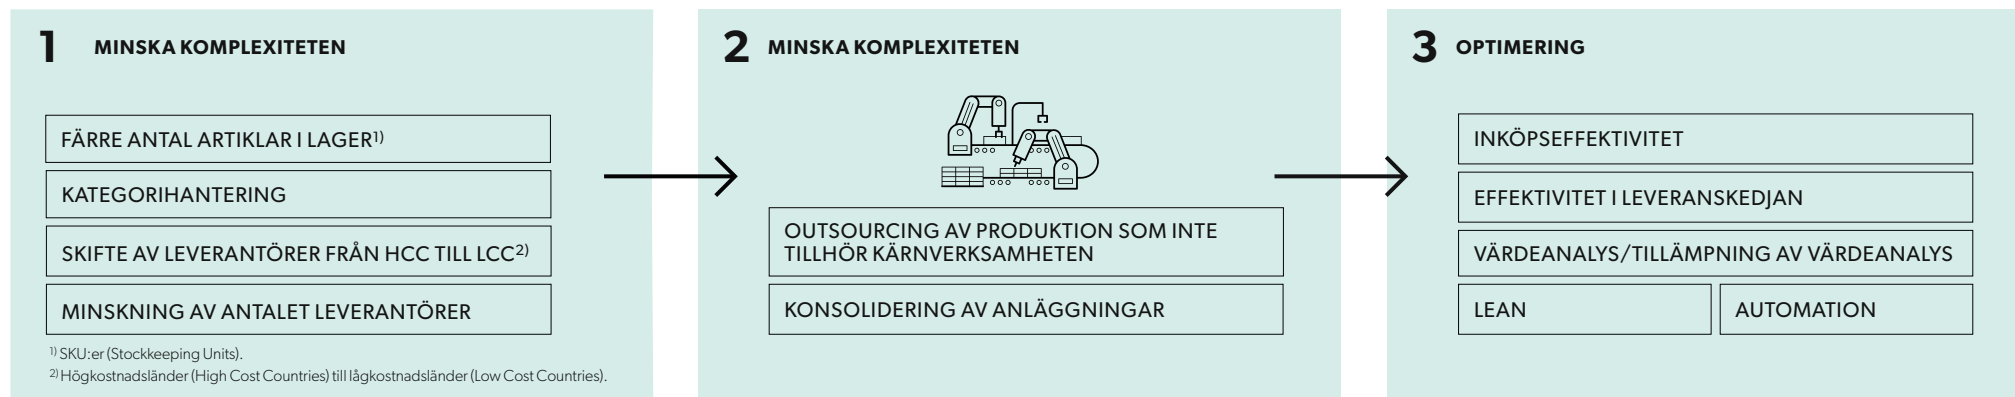 1 MINSKA KOMPLEXITETEN
FÄRRE ANTAL ARTIKLAR I LAGER1)
KATEGORIHANTERING
SKIFTE AV LEVERANTÖRER FRÅN HCC TILL LCC2)
MINSKNING AV ANTALET LEVERANTÖRER
1) SKU:er (Stockkeeping Units).
2) Högkostnadsländer (High Cost Countries) till lågkostnadsländer (Low Cost Countries).
2 MINSKA KOMPLEXITETEN
OUTSOURCING AV PRODUKTION SOM INTE
TILLHÖR KÄRNVERKSAMHETEN
KONSOLIDERING AV ANLÄGGNINGAR
3 OPTIMERING
INKÖPSEFFEKTIVITET
EFFEKTIVITET I LEVERANSKEDJAN
VÄRDEANALYS/TILLÄMPNING AV VÄRDEANALYS
LEAN
AUTOMATION